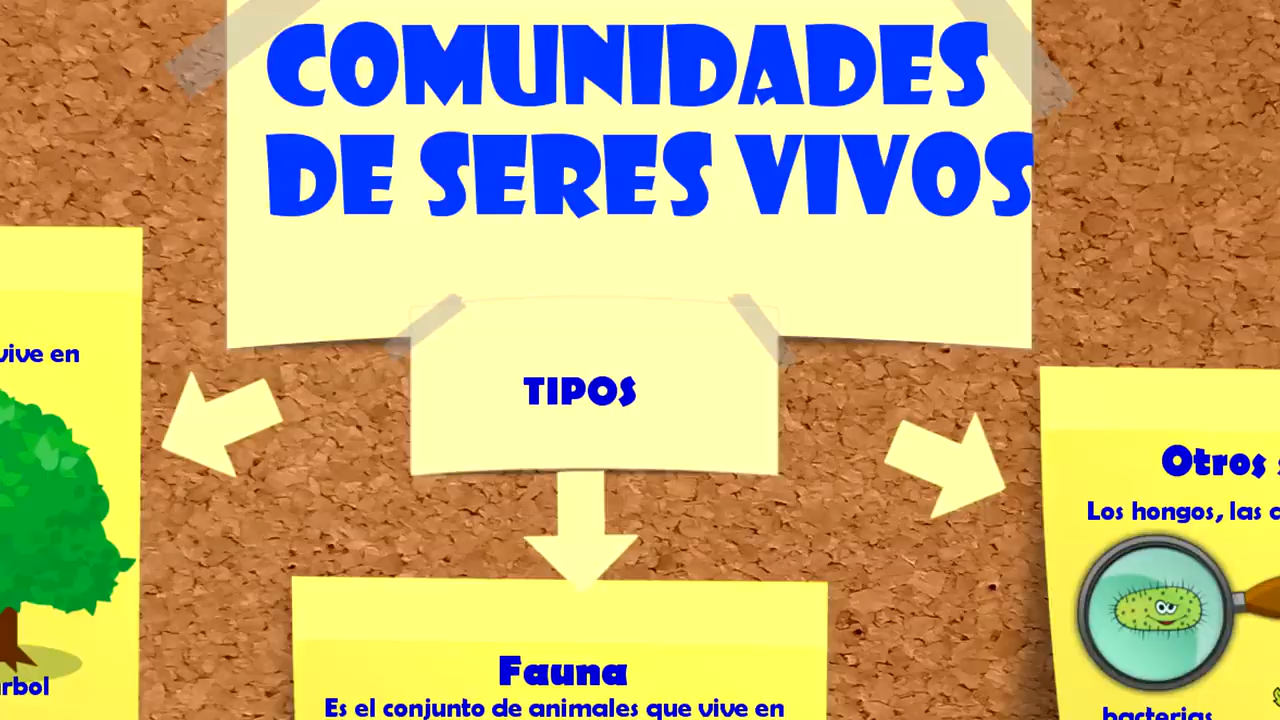 COMUNIDADES
DE SERES VIVOS
vive en
TIPOS
Otros
Los hongos, las
Fauna
Es el conjunto de animales que vive en
bacterias